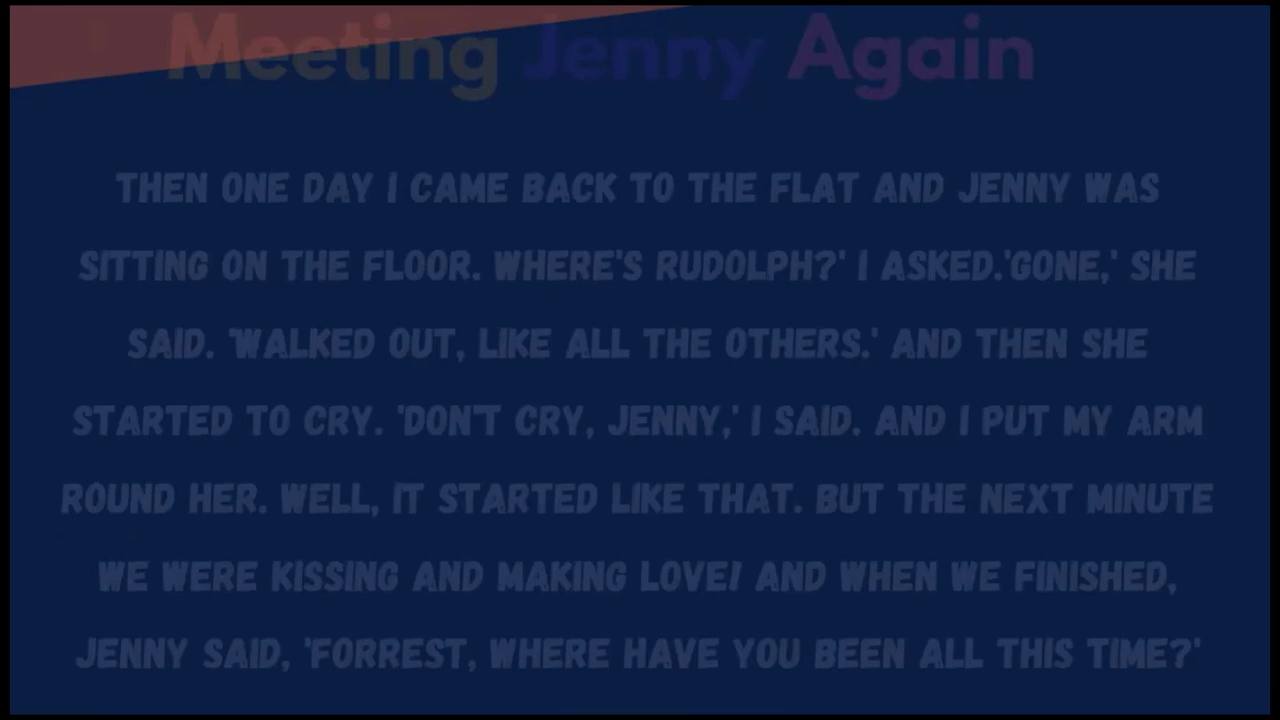 Meeting Jenny Again
THEN ONE DAY I CAME BACK TO THE FLAT AND JENNY WAS
SITTING ON THE FLOOR. WHERE'S RUDOLPH?' I ASKED.'GONE,' SHE
SAID. 'WALKED OUT, LIKE ALL THE OTHERS.' AND THEN SHE
STARTED TO CRY. 'DON'T CRY, JENNY,' I SAID. AND I PUT MY ARM
ROUND HER. WELL, IT STARTED LIKE THAT. BUT THE NEXT MINUTE
WE WERE KISSING AND MAKING LOVE! AND WHEN WE FINISHED,
JENNY SAID, 'FORREST, WHERE HAVE YOU BEEN ALL THIS TIME?'